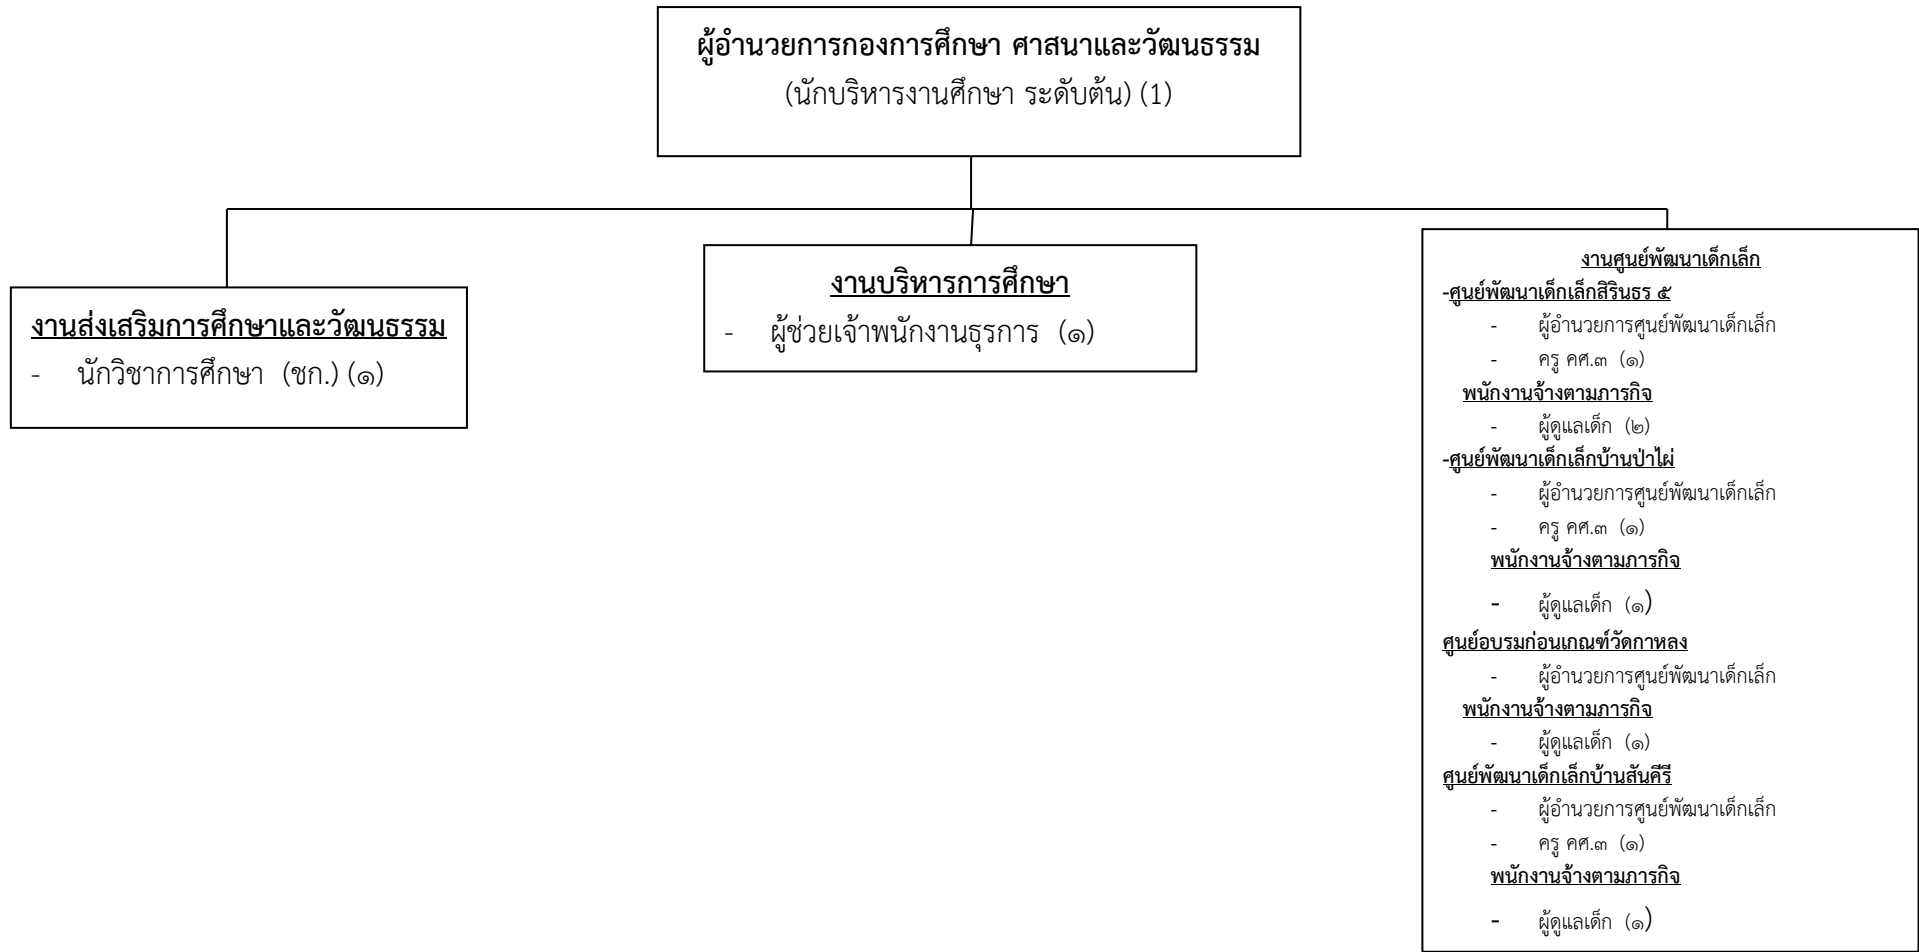 ผู้อำนวยการกองการศึกษา ศาสนาและวัฒนธรรม
(นักบริหารงานศึกษา ระดับต้น) (1)
งานส่งเสริมการศึกษาและวัฒนธรรม
- นักวิชาการศึกษา (ชก.) (๑)
งานบริหารการศึกษา
- ผู้ช่วยเจ้าพนักงานธุรการ (๑)
งานศูนย์พัฒนาเด็กเล็ก
-ศูนย์พัฒนาเด็กเล็กสิรินธร ๕
- ผู้อำนวยการศูนย์พัฒนาเด็กเล็ก
- ครู คศ.๓ (๑)
พนักงานจ้างตามภารกิจ
- ผู้ดูแลเด็ก (๒)
-ศูนย์พัฒนาเด็กเล็กบ้านป่าไผ่
- ผู้อำนวยการศูนย์พัฒนาเด็กเล็ก
- ครู คศ.๓ (๑)
พนักงานจ้างตามภารกิจ
- ผู้ดูแลเด็ก (๑)
ศูนย์อบรมก่อนเกณฑ์วัดกาหลง
- ผู้อำนวยการศูนย์พัฒนาเด็กเล็ก
พนักงานจ้างตามภารกิจ
- ผู้ดูแลเด็ก (๑)
ศูนย์พัฒนาเด็กเล็กบ้านสันคีรี
- ผู้อำนวยการศูนย์พัฒนาเด็กเล็ก
- ครู คศ.๓ (๑)
พนักงานจ้างตามภารกิจ
- ผู้ดูแลเด็ก (๑)